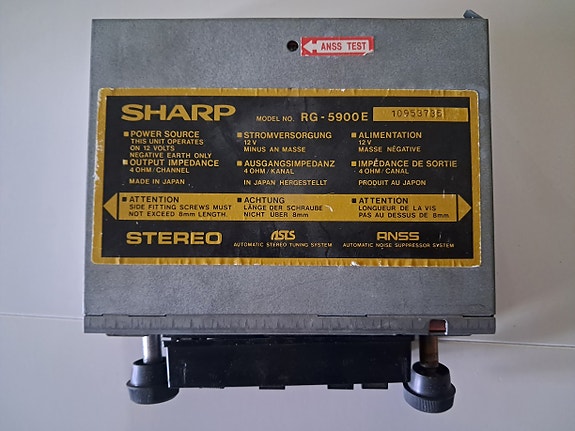 ANSS TEST
SHARP MODEL NO. RG-5900E 10953785
■ POWER SOURCE
THIS UNIT OPERATES
ON 12 VOLTS
NEGATIVE EARTH ONLY
■ OUTPUT IMPEDANCE
4 OHM/CHANNEL
MADE IN JAPAN
■ STROMVERSORGUNG
12 V
MINUS AN MASSE
■ AUSGANGSIMPEDANZ
4 OHM/KANAL
IN JAPAN HERGESTELLT
■ ALIMENTATION
12 V
MASSE NÉGATIVE
■ IMPÉDANCE DE SORTIE
4 OHM/CANAL
PRODUIT AU JAPON
■ ATTENTION
SIDE FITTING SCREWS MUST
NOT EXCEED 8mm LENGTH.
■ ACHTUNG
LÄNGE DER SCHRAUBE
NICHT ÜBER 8mm
■ ATTENTION
LONGUEUR DE LA VIS
PAS AU DESSUS DE 8mm
STEREO
ASTS
AUTOMATIC STEREO TUNING SYSTEM
ANSS
AUTOMATIC NOISE SUPPRESSOR SYSTEM